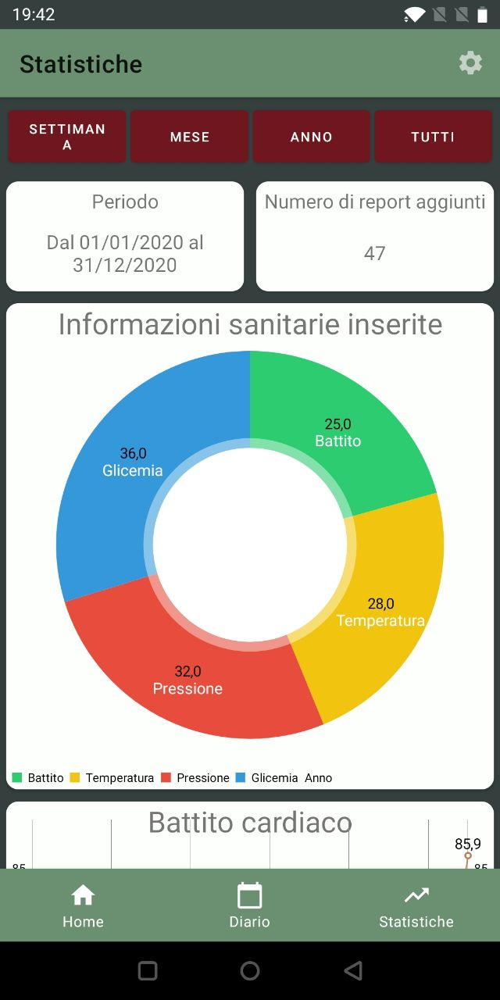 19:42
Statistiche
SETTIMAN
A
MESE
ANNO
TUTTI
Periodo
Dal 01/01/2020 al
31/12/2020
Numero di report aggiunti
47
Informazioni sanitarie inserite
25,0
Battito
36,0
Glicemia
28,0
Temperatura
32,0
Pressione
Battito Temperatura Pressione Glicemia Anno
Battito cardiaco
85,9
85
85
Home
Diario
Statistiche